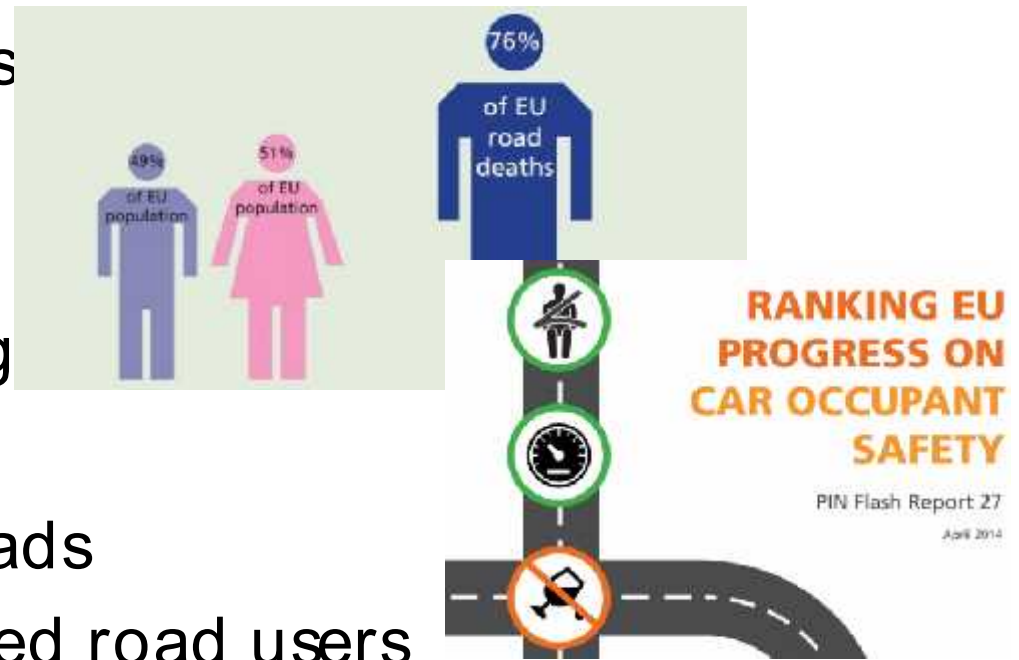 s
76%
of EU
road
deaths
49%
of EU
population
51%
of EU
population
g
RANKING EU
PROGRESS ON
CAR OCCUPANT
SAFETY
PIN Flash Report 27
April 2014
ads
ed road users